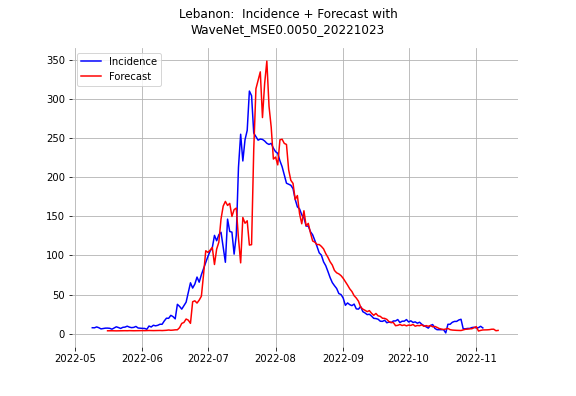 Lebanon:  Incidence + Forecast with
WaveNet_MSE0.0050_20221023
Incidence
Forecast
350
300
250
200
150
100
50
0
2022-05 2022-06 2022-07 2022-08 2022-09 2022-10 2022-11